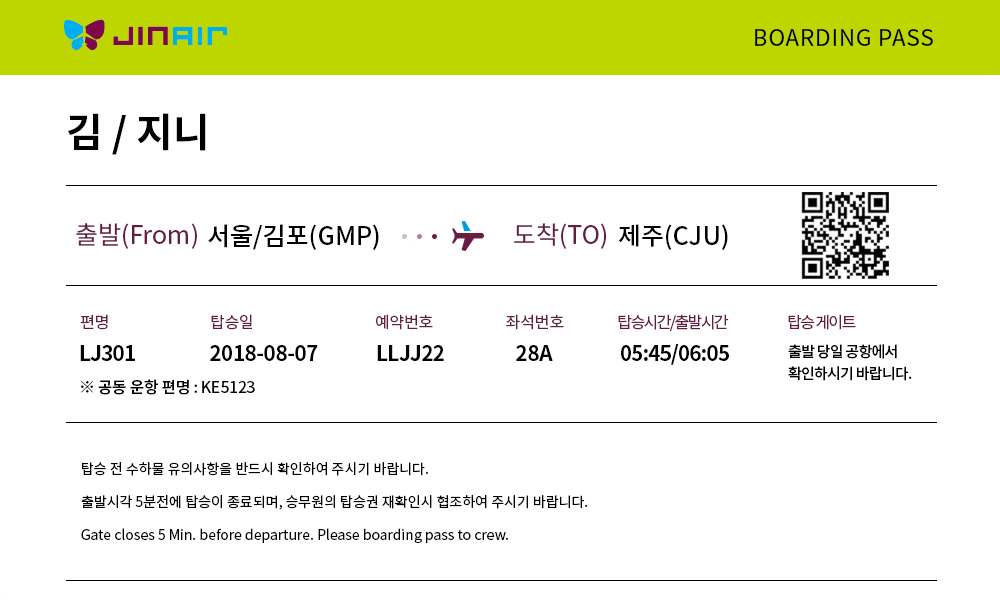 JINAIR
BOARDING PASS
김 / 지니
출발(From) 서울/김포(GMP) 도착(TO) 제주(CJU)
편명 탑승일 예약번호 좌석번호 탑승시간/출발시간 탑승게이트
LJ301 2018-08-07 LLJJ22 28A 05:45/06:05 출발 당일 공항에서
확인하시기 바랍니다.
※ 공동 운항 편명 : KE5123
탑승 전 수하물 유의사항을 반드시 확인하여 주시기 바랍니다.
출발시각 5분전에 탑승이 종료되며, 승무원의 탑승권 재확인시 협조하여 주시기 바랍니다.
Gate closes 5 Min. before departure. Please boarding pass to crew.